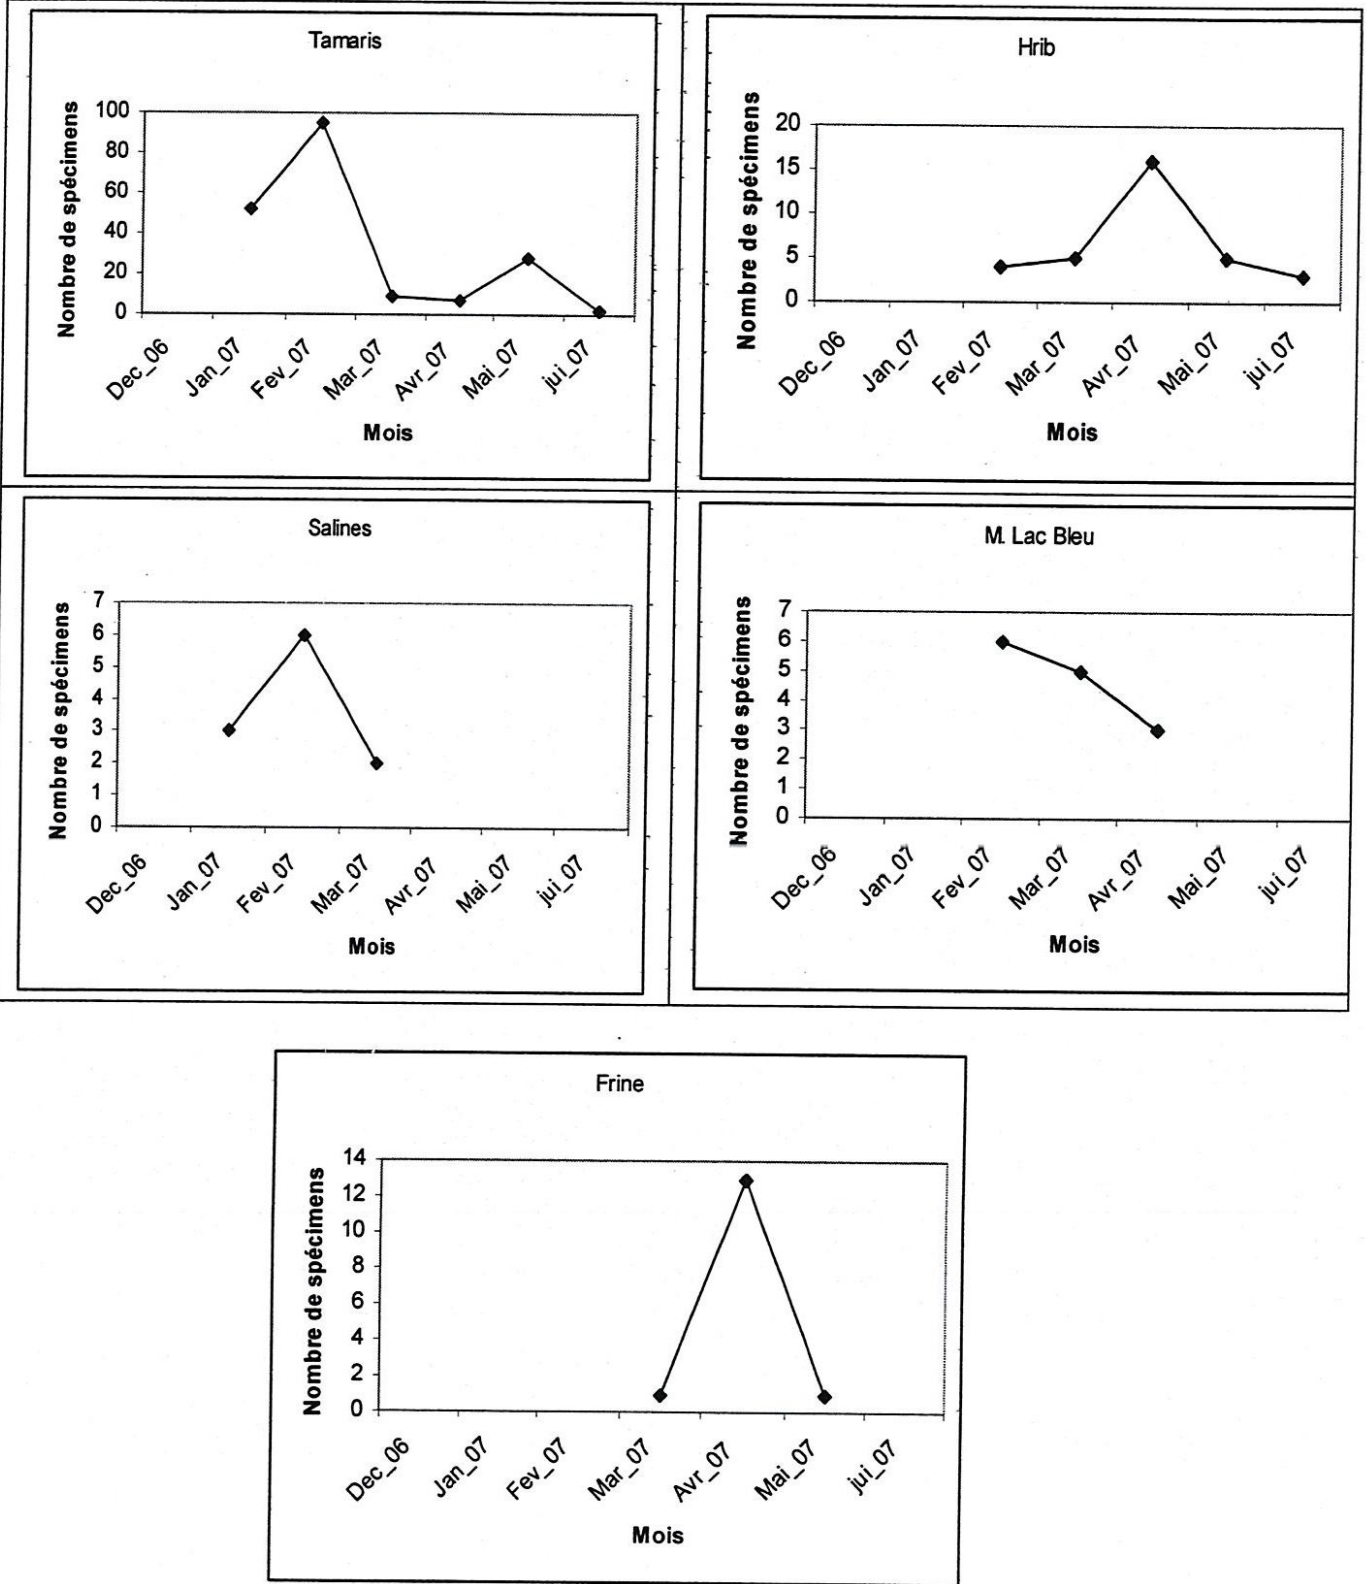 Tamaris
Nombre de spécimens
100
80
60
40
20
0
Dec_06 Jan_07 Fev_07 Mar_07 Avr_07 Mai_07 jui_07
Mois
Hrib
Nombre de spécimens
20
15
10
5
0
Dec_06 Jan_07 Fev_07 Mar_07 Avr_07 Mai_07 jui_07
Mois
Salines
Nombre de spécimens
7
6
5
4
3
2
1
0
Dec_06 Jan_07 Fev_07 Mar_07 Avr_07 Mai_07 jui_07
Mois
M. Lac Bleu
Nombre de spécimens
7
6
5
4
3
2
1
0
Dec_06 Jan_07 Fev_07 Mar_07 Avr_07 Mai_07 jui_07
Mois
Frine
Nombre de spécimens
14
12
10
8
6
4
2
0
Dec_06 Jan_07 Fev_07 Mar_07 Avr_07 Mai_07 jui_07
Mois